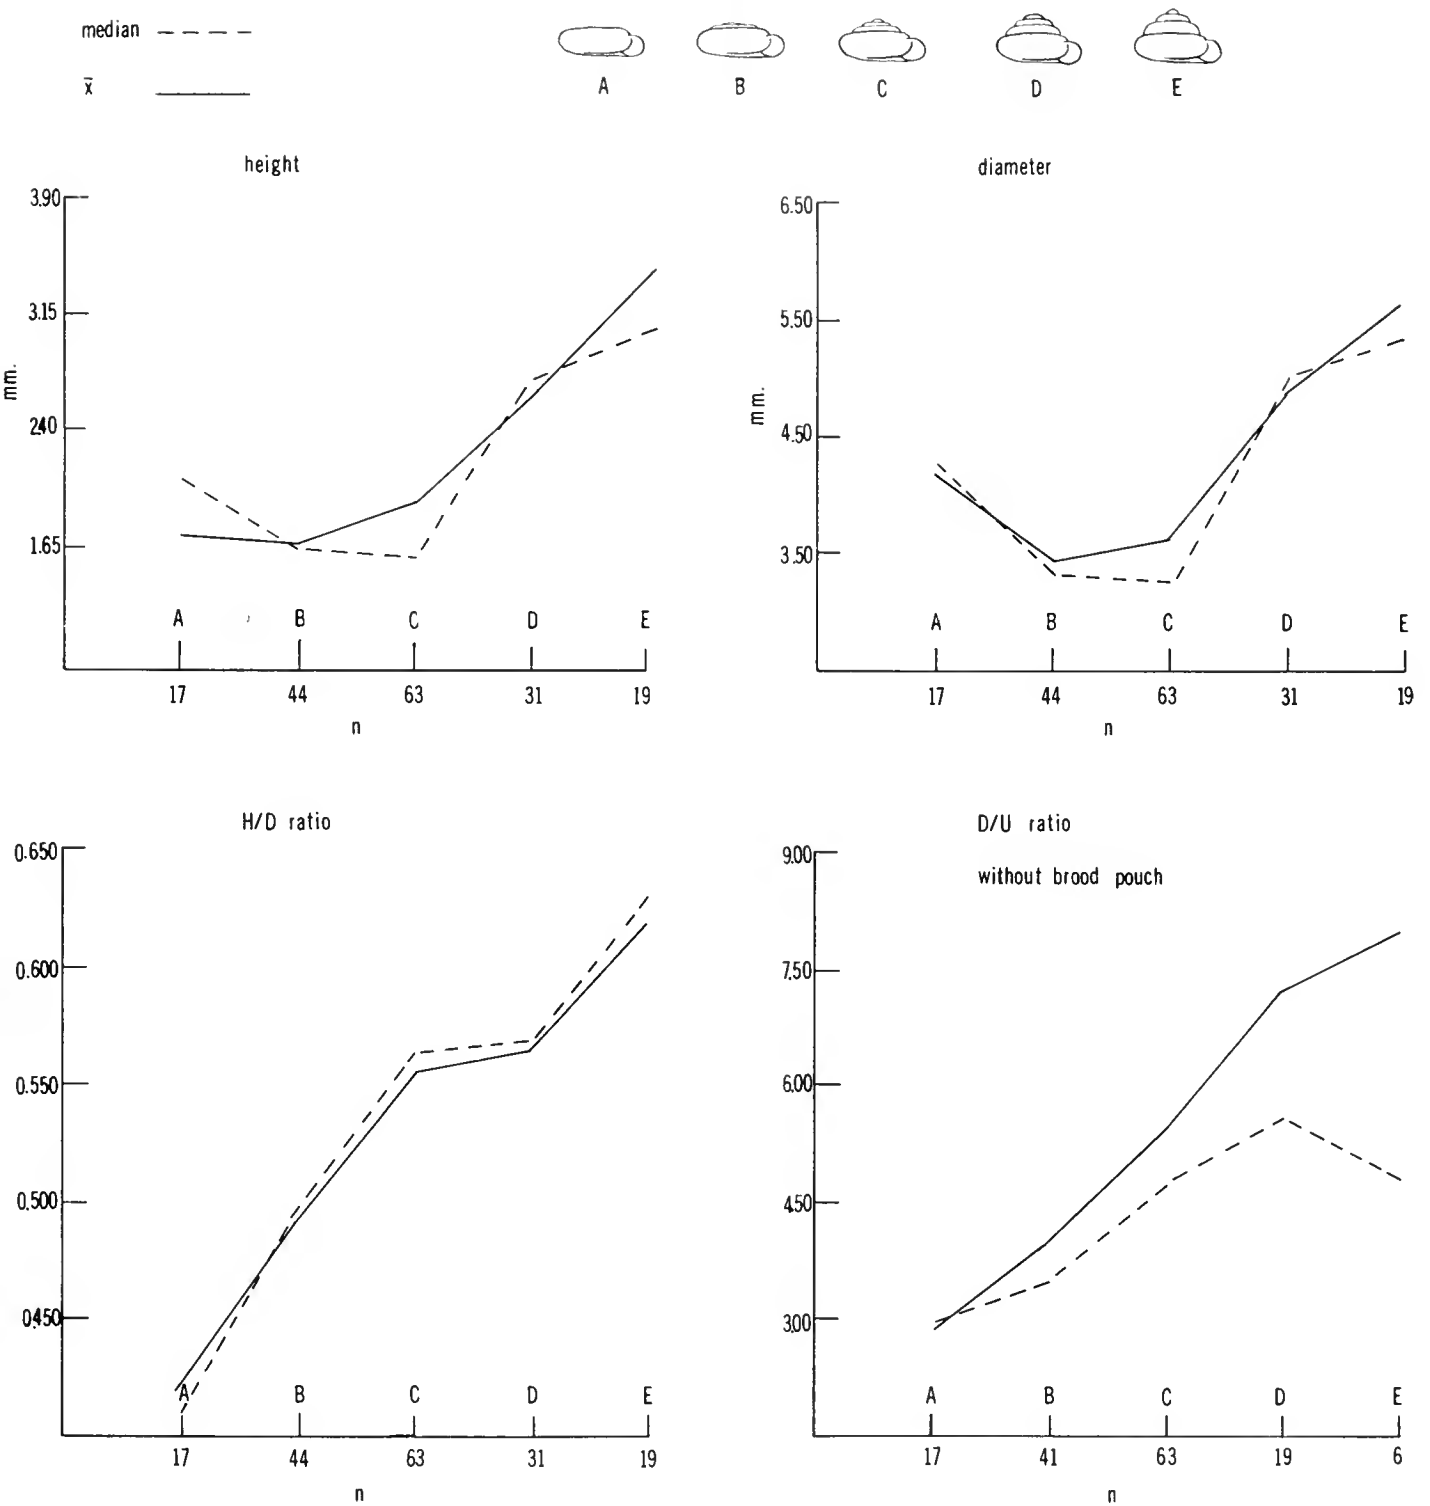 median
x̄
A B C D E
height
3.90
3.15
2.40
1.65
mm.
A B C D E
17 44 63 31 19
n
diameter
6.50
5.50
4.50
3.50
mm.
A B C D E
17 44 63 31 19
n
H/D ratio
0.650
0.600
0.550
0.500
0.450
A B C D E
17 44 63 31 19
n
D/U ratio
without brood pouch
9.00
7.50
6.00
4.50
3.00
A B C D E
17 41 63 19 6
n